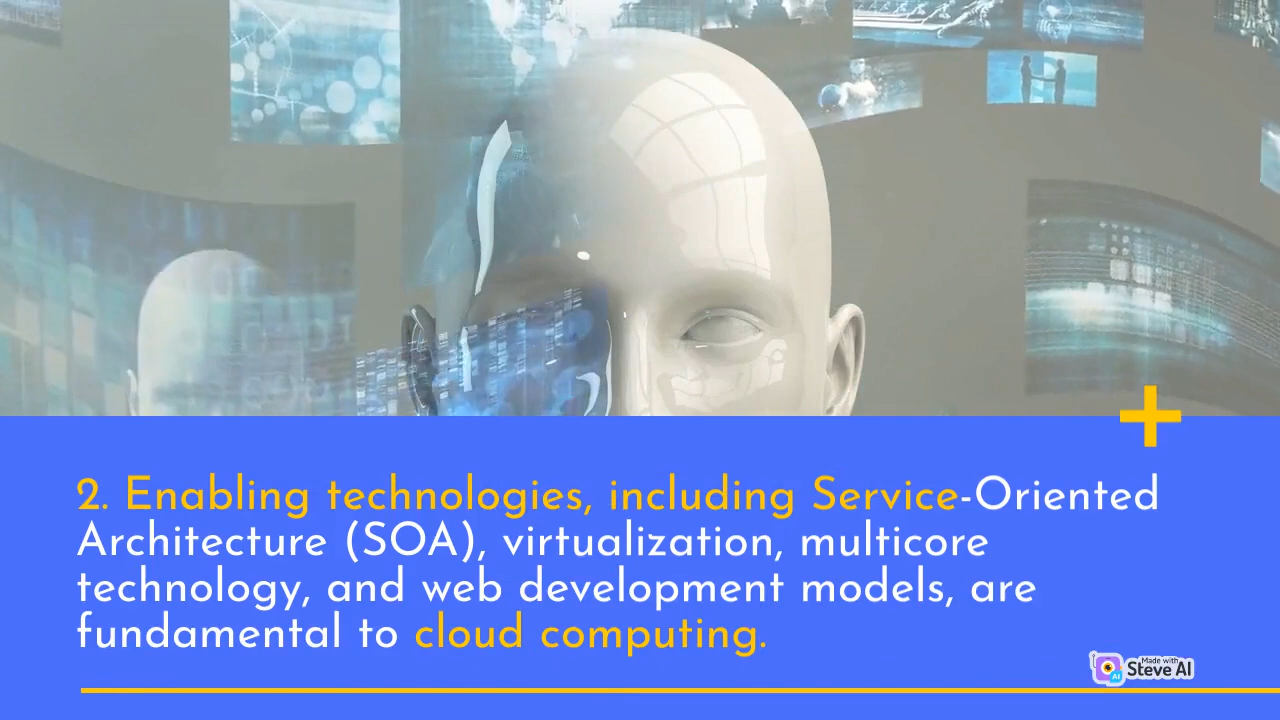 2. Enabling technologies, including Service-Oriented
Architecture (SOA), virtualization, multicore
technology, and web development models, are
fundamental to cloud computing.
Made with
Steve AI
AI